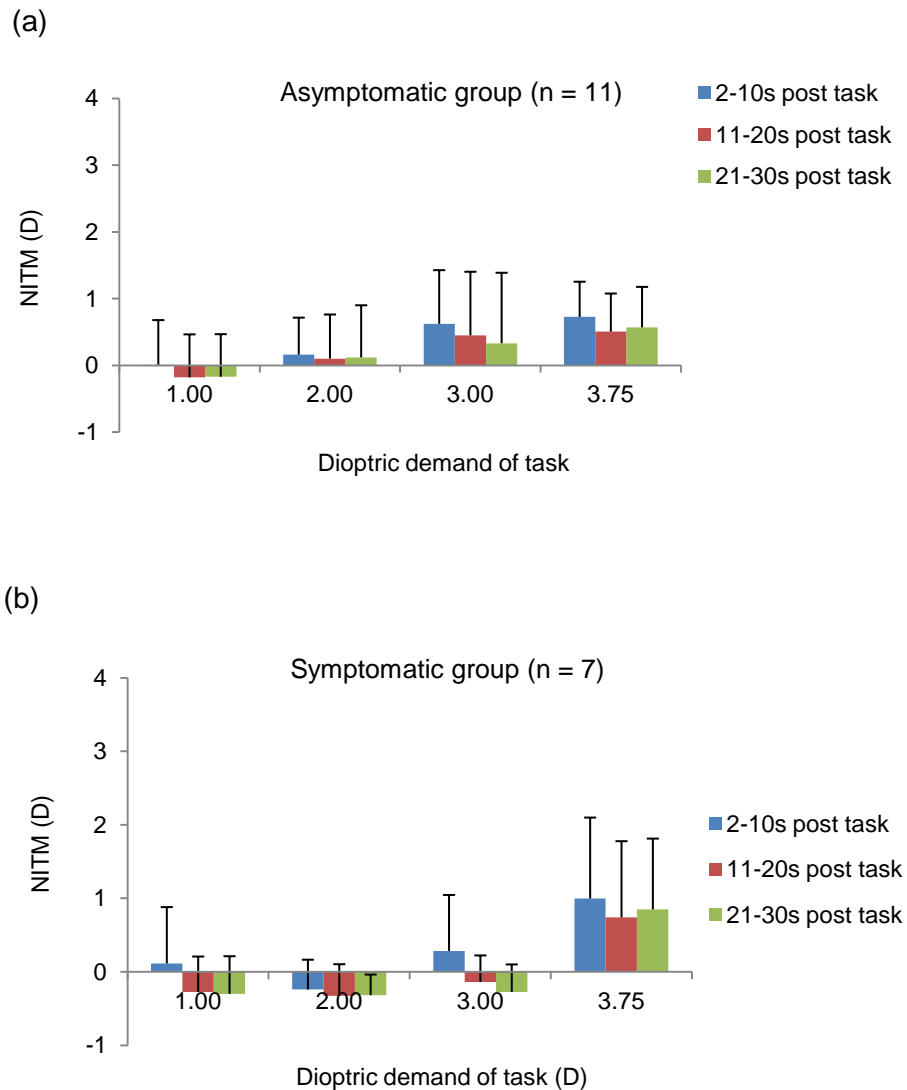 (a)
Asymptomatic group (n = 11)
2-10s post task
11-20s post task
21-30s post task
NITM (D)
4
3
2
1
0
-1
1.00 2.00 3.00 3.75
Dioptric demand of task
(b)
Symptomatic group (n = 7)
NITM (D)
4
3
2
1
0
-1
2-10s post task
11-20s post task
21-30s post task
1.00 2.00 3.00 3.75
Dioptric demand of task (D)